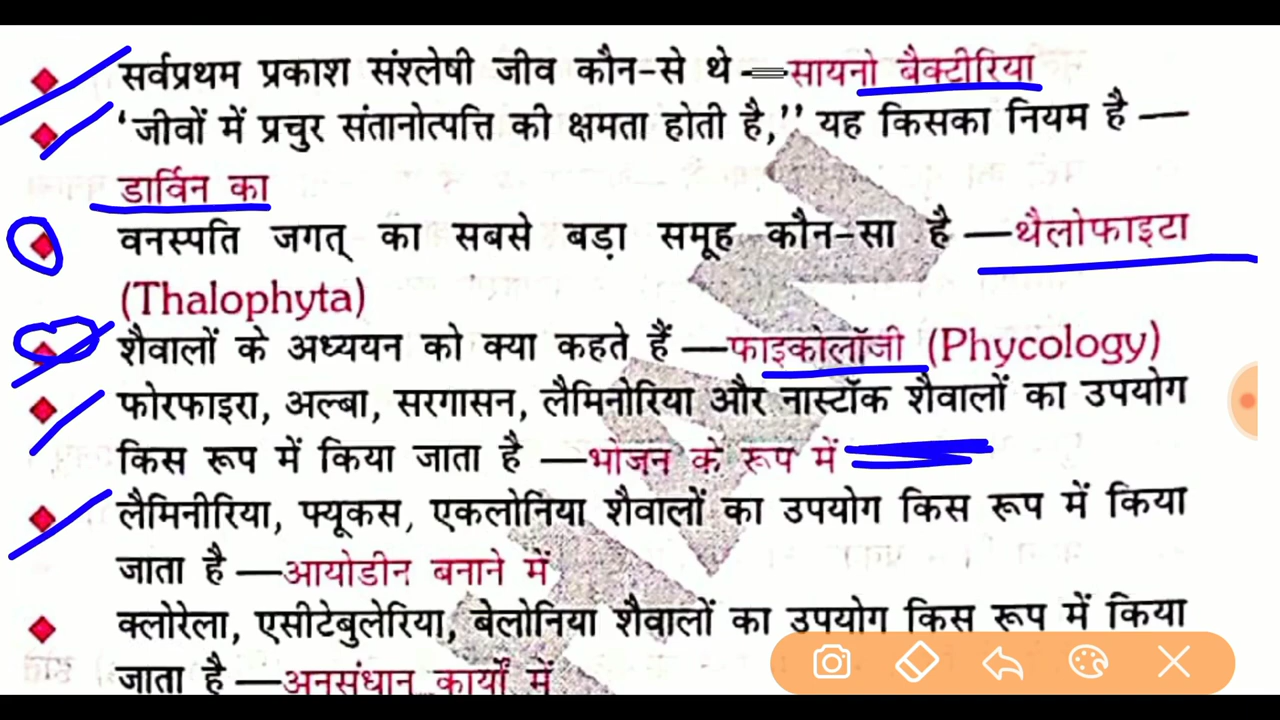 सर्वप्रथम प्रकाश संश्लेषी जीव कौन-से थे—सायनो बैक्टीरिया
‘जीवों में प्रचुर संतानोत्पत्ति की क्षमता होती है,’’ यह किसका नियम है —
डार्विन का
वनस्पति जगत् का सबसे बड़ा समूह कौन-सा है —थैलोफाइटा
(Thalophyta)
शैवालों के अध्ययन को क्या कहते हैं —फाइकोलॉजी (Phycology)
फोरफाइरा, अल्बा, सरगासन, लैमिनोरिया और नास्टॉक शैवालों का उपयोग
किस रूप में किया जाता है —भोजन के रूप में
लैमिनीरिया, फ्यूकस, एकलोनिया शैवालों का उपयोग किस रूप में किया
जाता है —आयोडीन बनाने में
क्लोरेला, एसीटेबुलेरिया, बेलोनिया शैवालों का उपयोग किस रूप में किया
जाता है —अनुसंधान कार्यों में